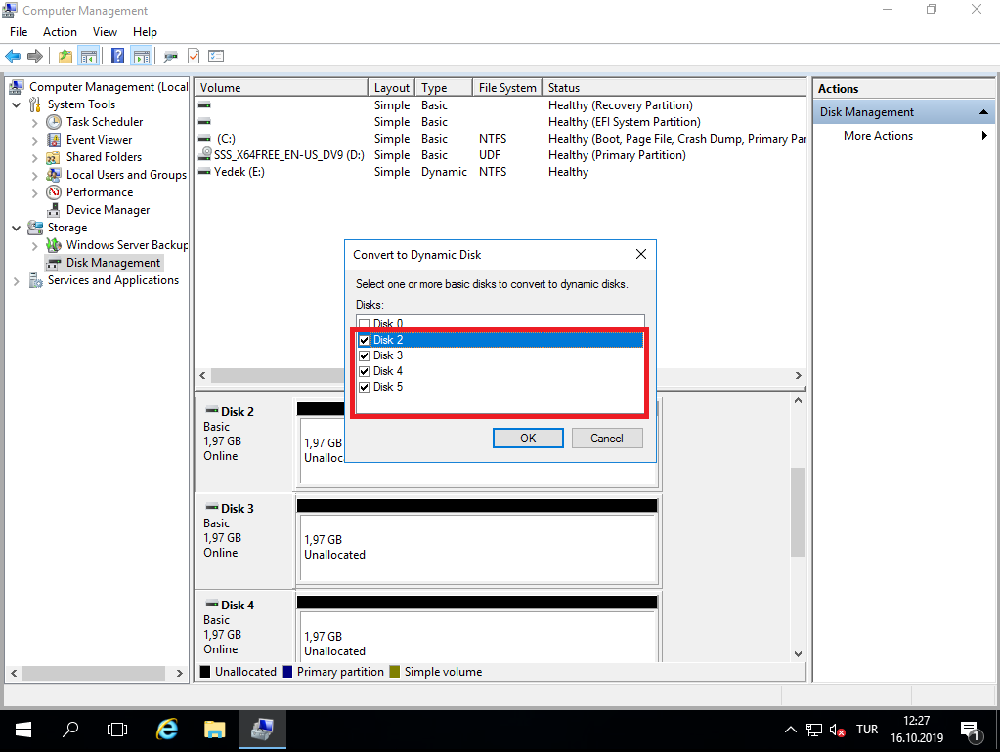 Computer Management
File Action View Help
Computer Management (Local
System Tools
Task Scheduler
Event Viewer
Shared Folders
Local Users and Groups
Performance
Device Manager
Storage
Windows Server Backup
Disk Management
Services and Applications
Volume Layout Type File System Status
Simple Basic Healthy (Recovery Partition)
Simple Basic Healthy (EFI System Partition)
(C:) Simple Basic NTFS Healthy (Boot, Page File, Crash Dump, Primary Par
SSS_X64FREE_EN-US_DV9 (D:) Simple Basic UDF Healthy (Primary Partition)
Yedek (E:) Simple Dynamic NTFS Healthy
Actions
Disk Management
More Actions
Convert to Dynamic Disk
Select one or more basic disks to convert to dynamic disks.
Disks:
Disk 0
Disk 2
Disk 3
Disk 4
Disk 5
OK Cancel
Disk 2
Basic
1,97 GB
Online
1,97 GB
Unalloc
Disk 3
Basic
1,97 GB
Online
1,97 GB
Unallocated
Disk 4
Basic
1,97 GB
Online
1,97 GB
Unallocated
Unallocated Primary partition Simple volume
TUR
12:27
16.10.2019
1